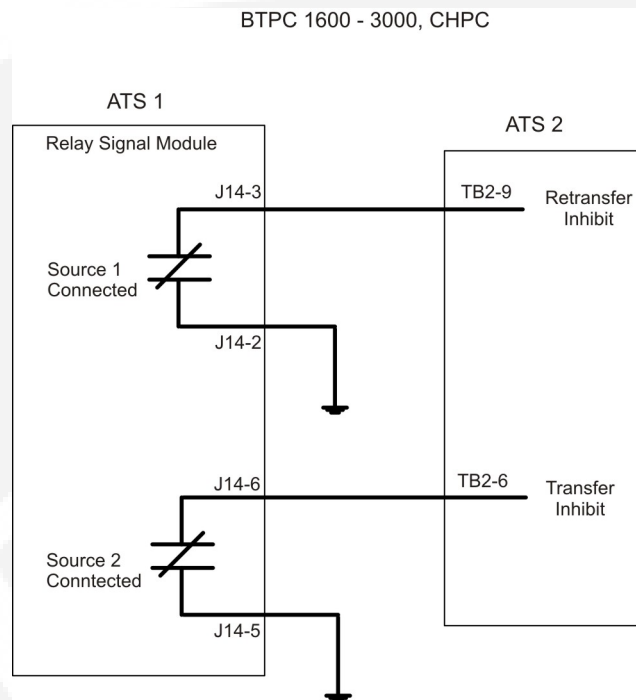 BTPC 1600 - 3000, CHPC
ATS 1
ATS 2
Relay Signal Module
J14-3
TB2-9
Retransfer
Inhibit
Source 1
Connected
J14-2
J14-6
TB2-6
Transfer
Inhibit
Source 2
Conntected
J14-5